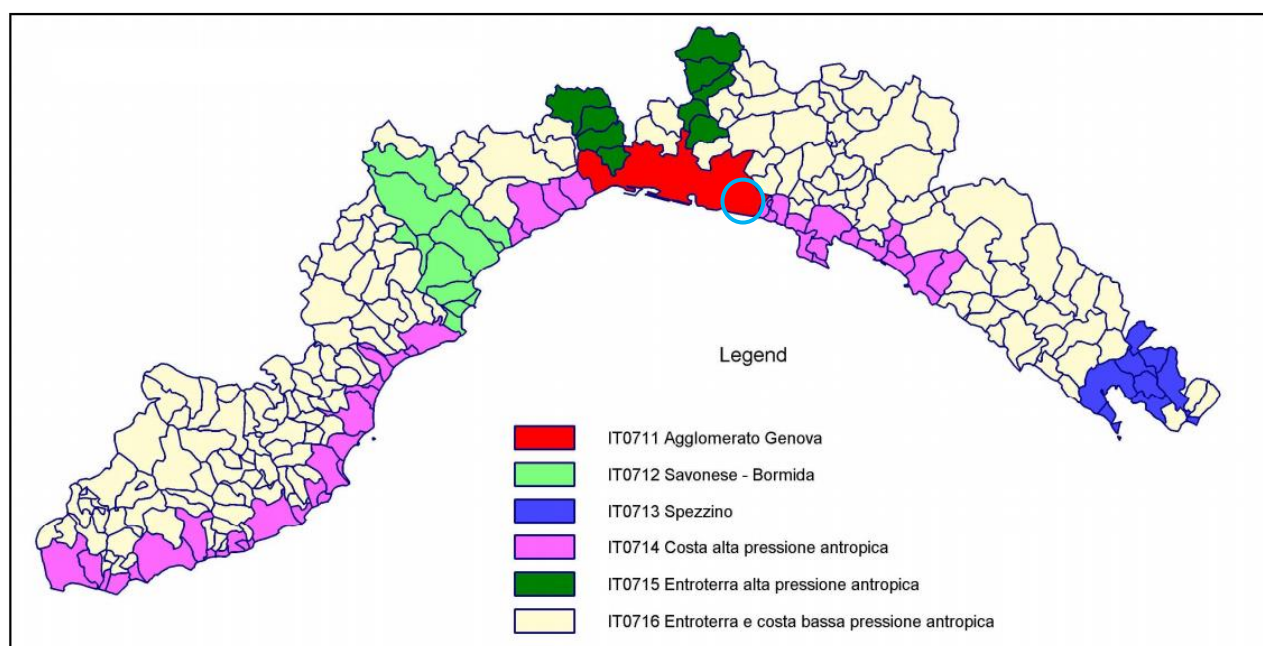 Legend
IT0711 Agglomerato Genova
IT0712 Savonese - Bormida
IT0713 Spezzino
IT0714 Costa alta pressione antropica
IT0715 Entroterra alta pressione antropica
IT0716 Entroterra e costa bassa pressione antropica